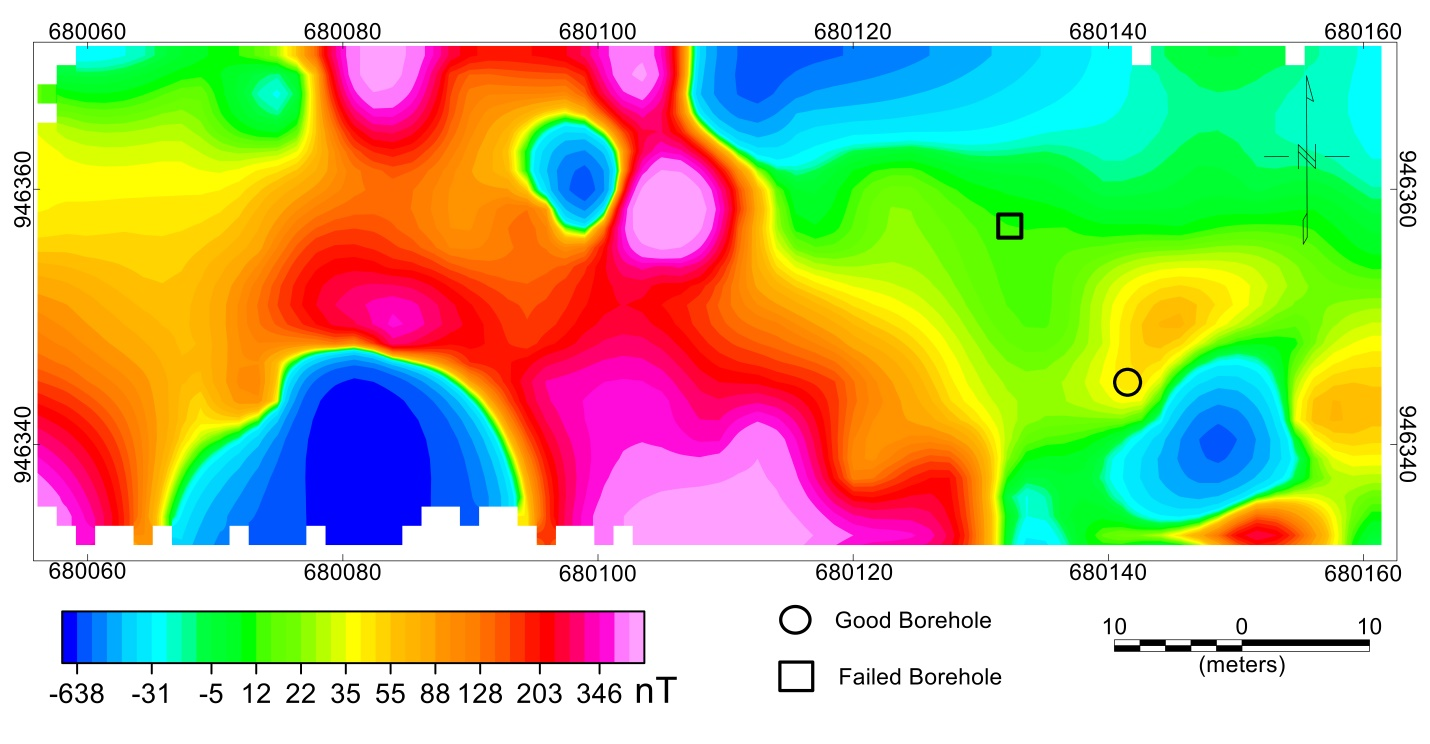 680060 680080 680100 680120 680140 680160
946360 946360
946340 946340
680060 680080 680100 680120 680140 680160
N
-638 -31 -5 12 22 35 55 88 128 203 346 nT
Good Borehole
Failed Borehole
10 0 10
(meters)